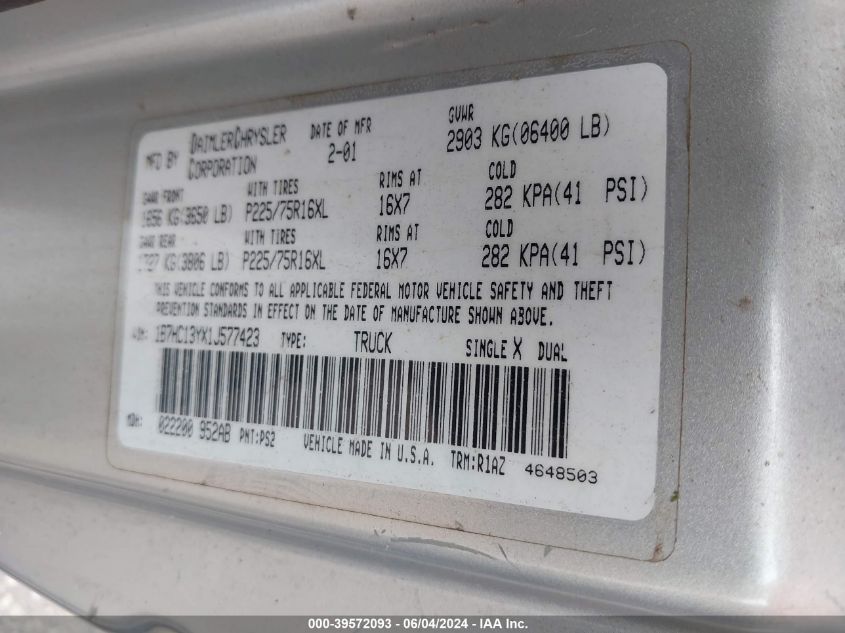 MFD BY DAIMLERCHRYSLER CORPORATION DATE OF MFR 2-01 GVWR 2903 KG(06400 LB)
GAWR FRONT WITH TIRES RIMS AT COLD
1656 KG(3650 LB) P225/75R16XL 16X7 282 KPA(41 PSI)
GAWR REAR WITH TIRES RIMS AT COLD
1727 KG(3806 LB) P225/75R16XL 16X7 282 KPA(41 PSI)
THIS VEHICLE CONFORMS TO ALL APPLICABLE FEDERAL MOTOR VEHICLE SAFETY AND THEFT
PREVENTION STANDARDS IN EFFECT ON THE DATE OF MANUFACTURE SHOWN ABOVE.
VIN: 1B7HC13YX1J577423 TYPE: TRUCK SINGLE X DUAL
MDH: 022200 952AB PNT:PS2 VEHICLE MADE IN U.S.A. TRM:R1AZ 4648503
000-39572093 - 06/04/2024 - IAA Inc.